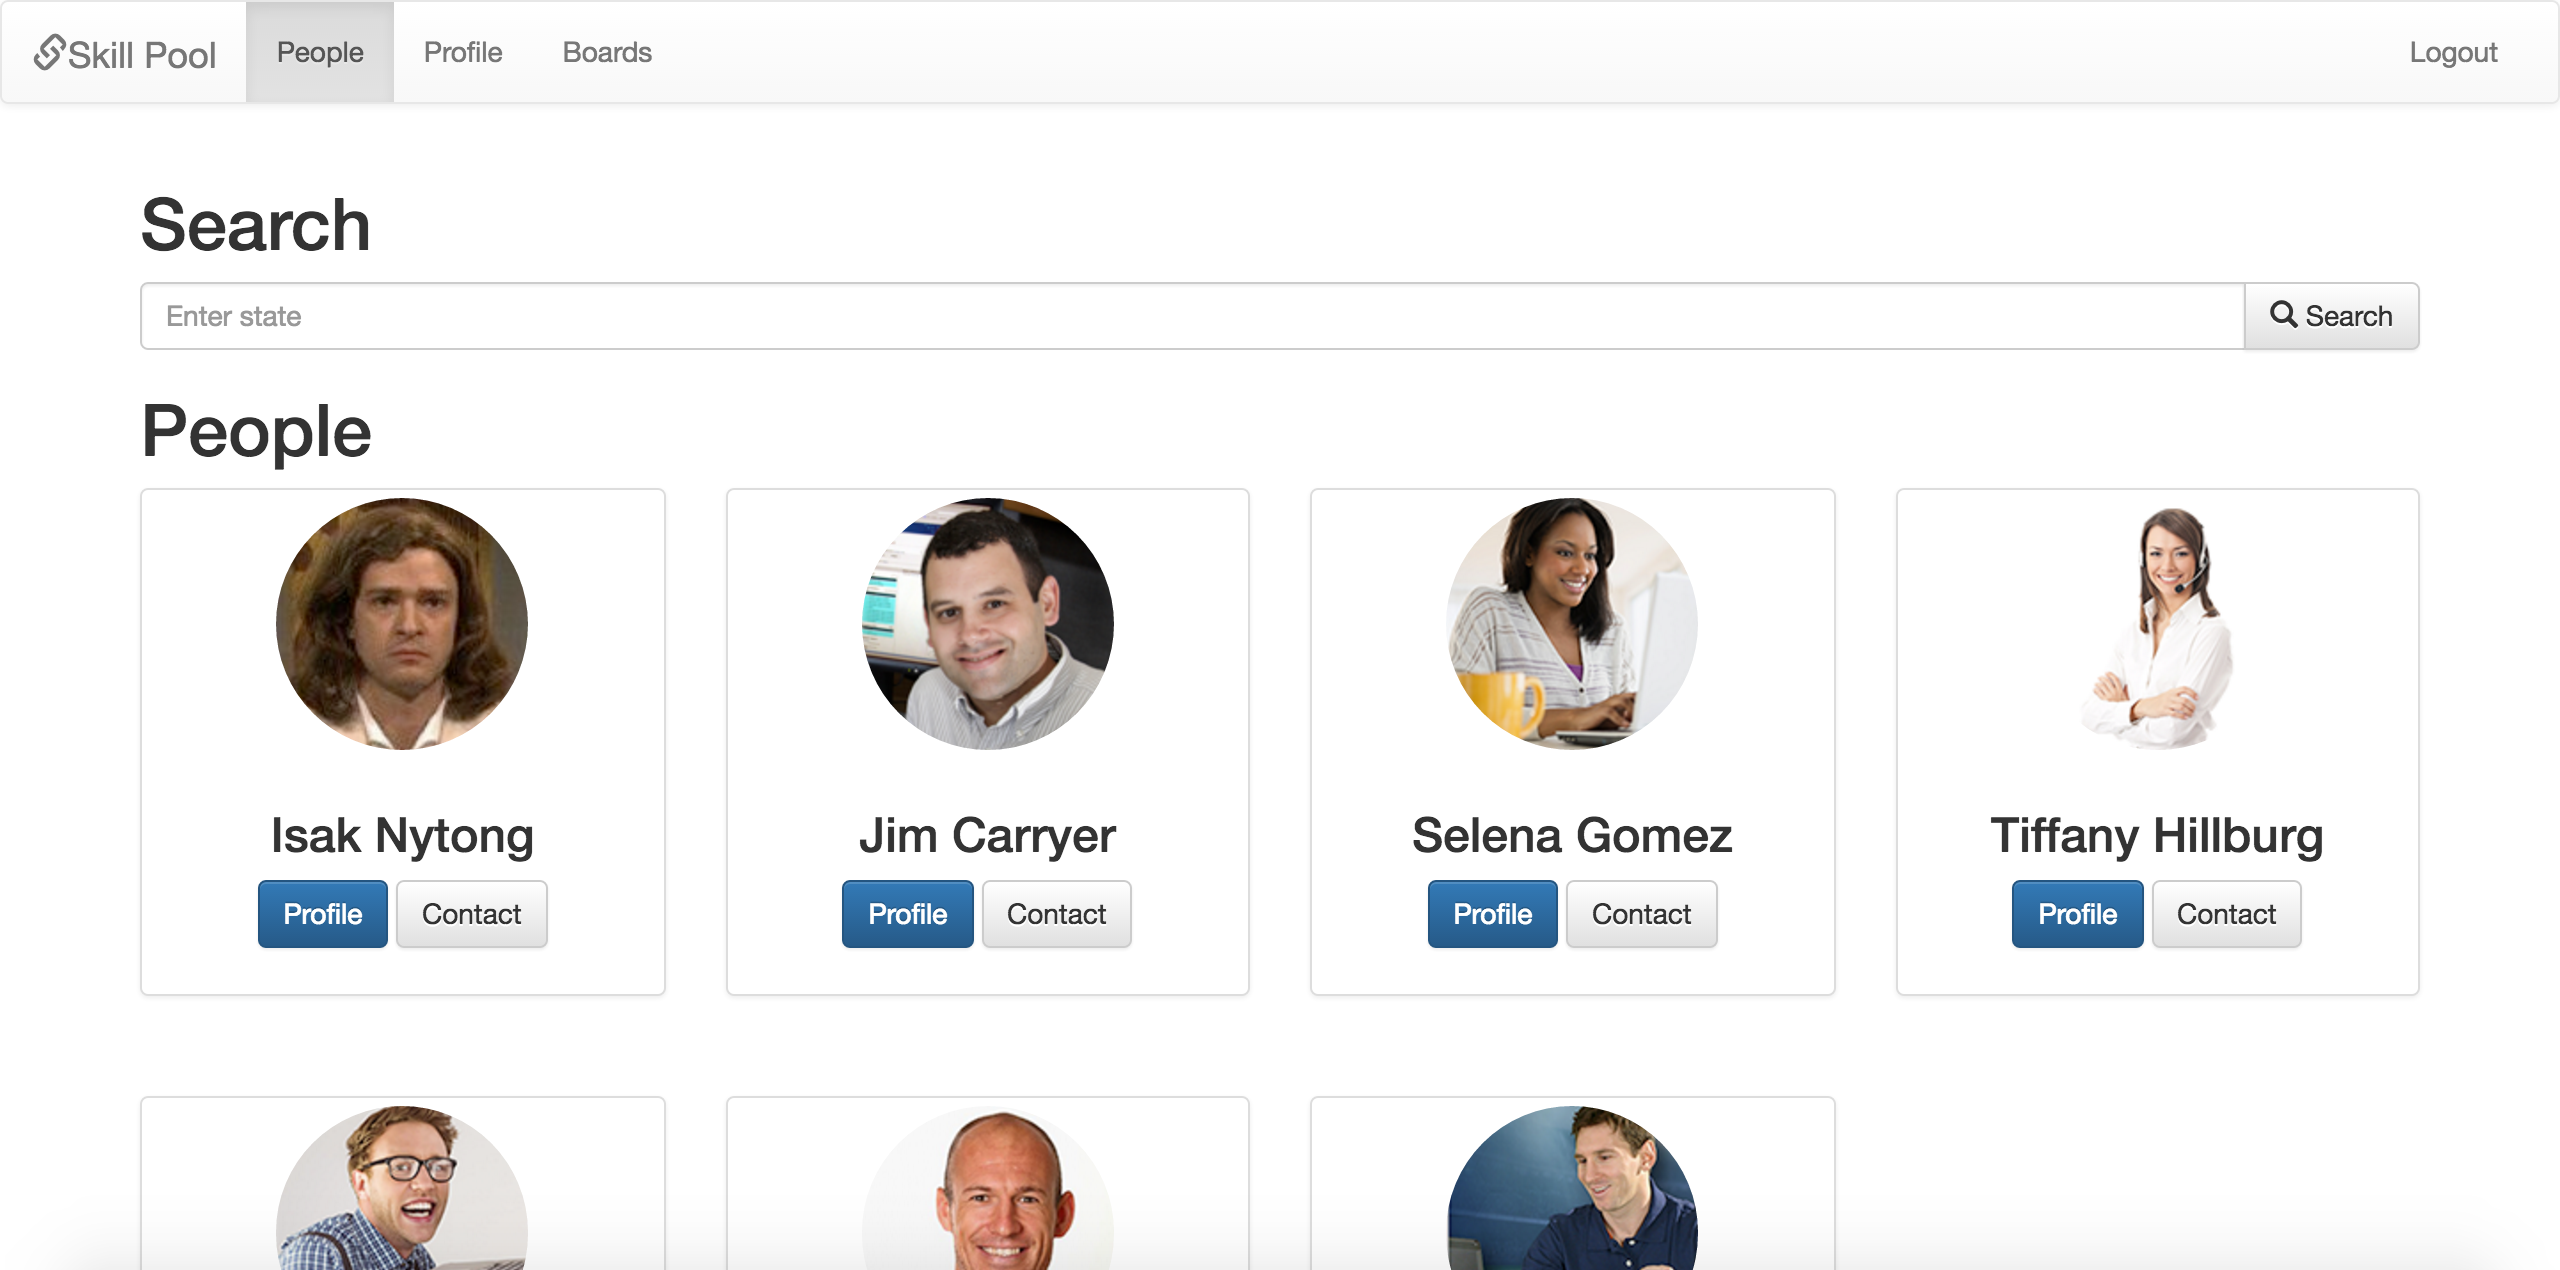 Skill Pool People Profile Boards Logout
Search
Enter state Search
People
Isak Nytong Jim Carryer Selena Gomez Tiffany Hillburg
Profile Contact Profile Contact Profile Contact Profile Contact